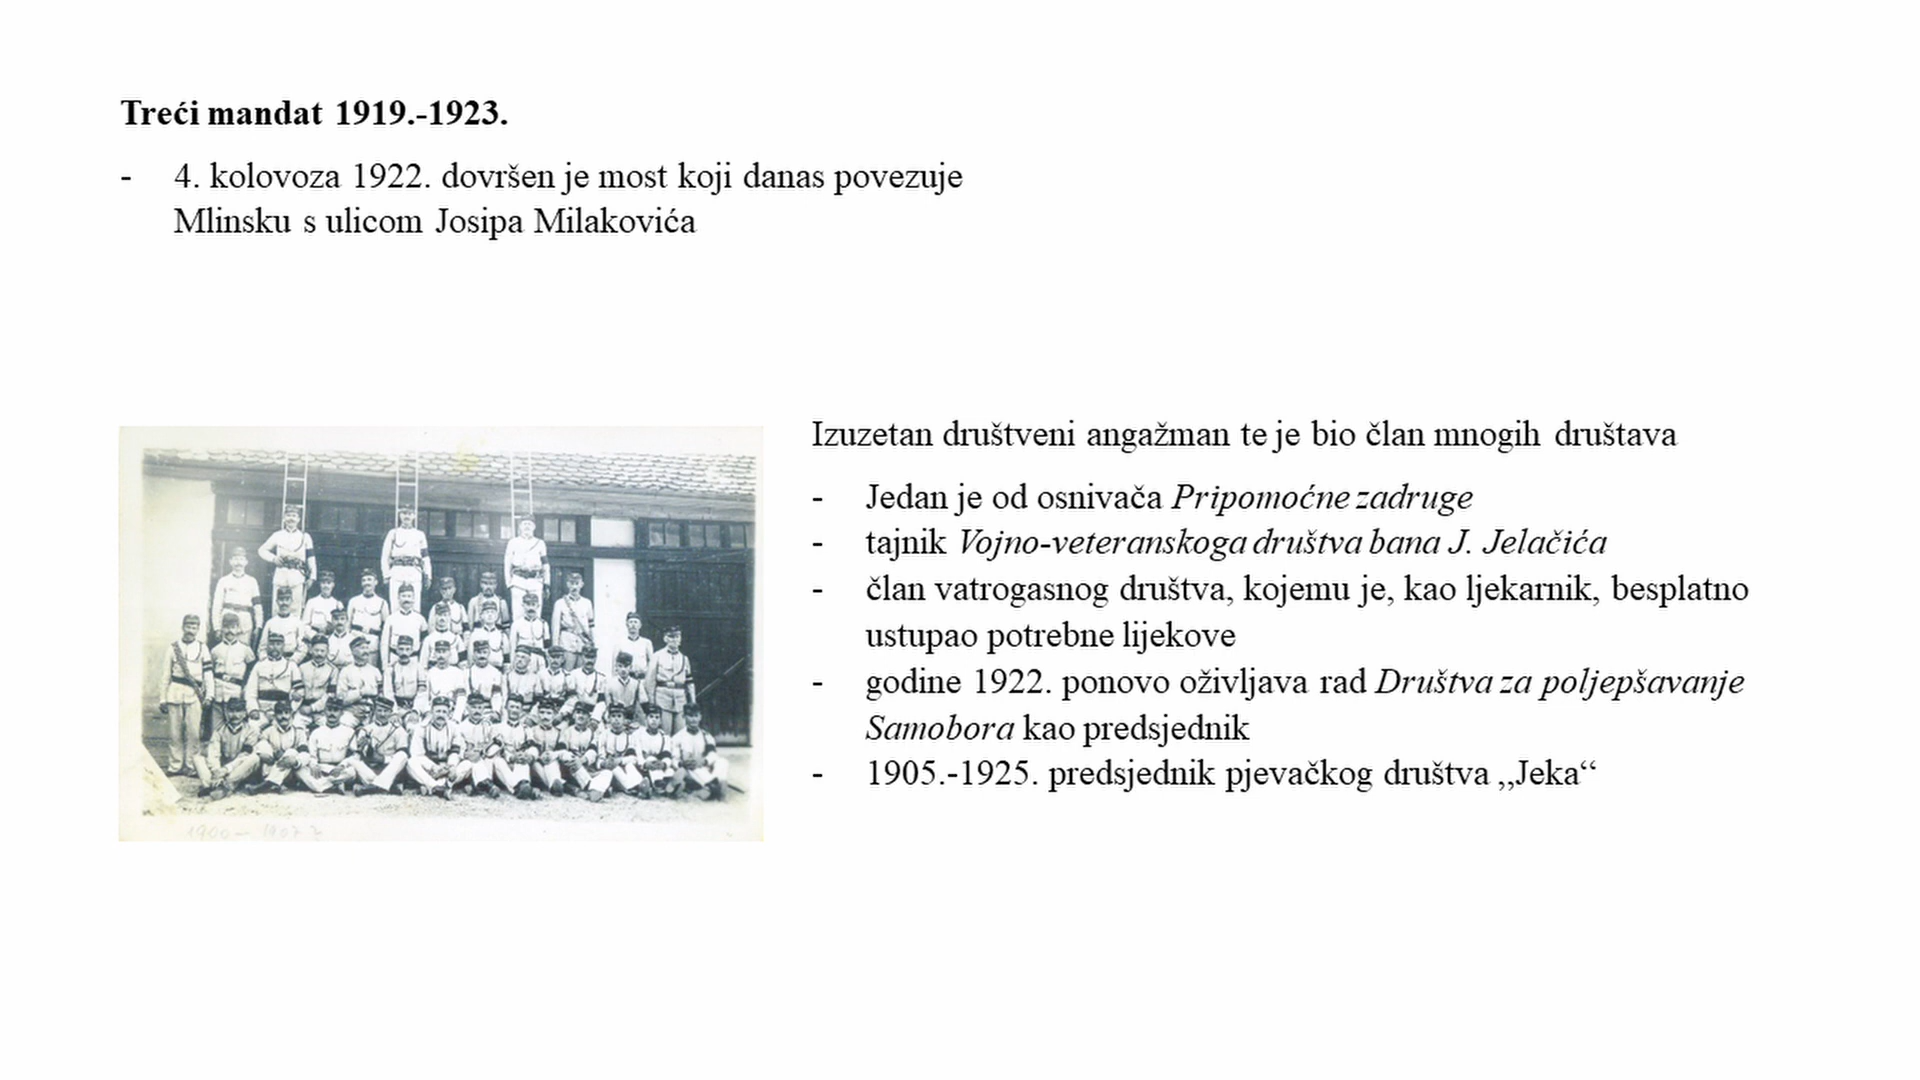 Treći mandat 1919.-1923.
- 4. kolovoza 1922. dovršen je most koji danas povezuje
Mlinsku s ulicom Josipa Milakovića
Izuzetan društveni angažman te je bio član mnogih društava
- Jedan je od osnivača Pripomoćne zadruge
- tajnik Vojno-veteranskoga društva bana J. Jelačića
- član vatrogasnog društva, kojemu je, kao ljekarnik, besplatno
ustupao potrebne lijekove
- godine 1922. ponovo oživljava rad Društva za poljepšavanje
Samobora kao predsjednik
- 1905.-1925. predsjednik pjevačkog društva „Jeka“